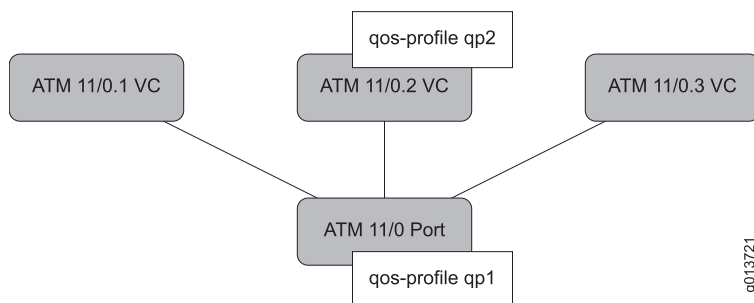 qos-profile qp2
ATM 11/0.1 VC
ATM 11/0.2 VC
ATM 11/0.3 VC
ATM 11/0 Port
qos-profile qp1
g013721